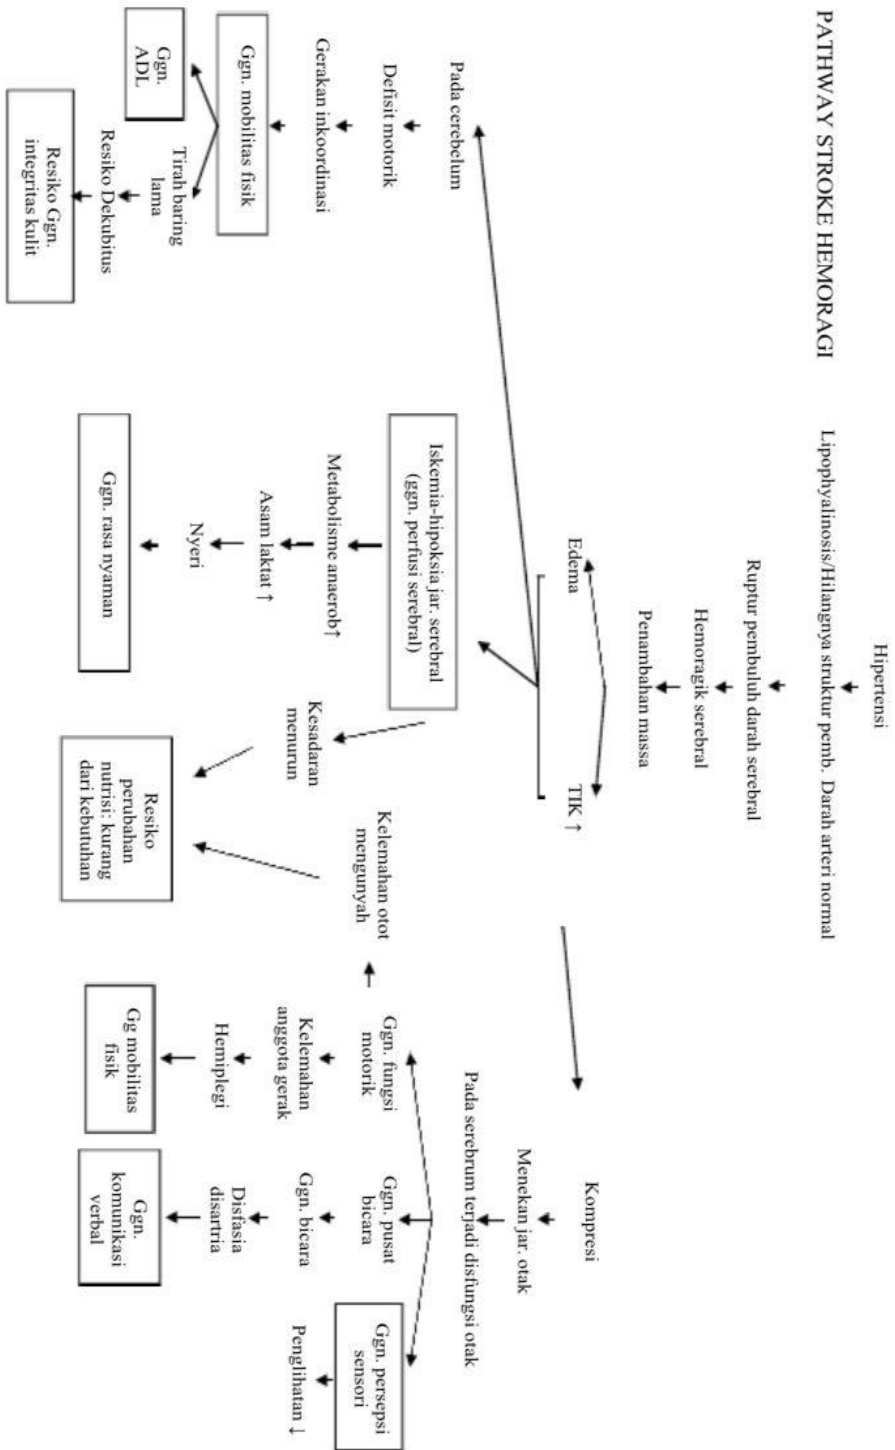 PATHWAY STROKE HEMORAGI
Hipertensi
Lipophyalinosis/Hilangnya struktur pemb. Darah arteri normal
Ruptur pembuluh darah serebral
Hemoragik serebral
Penambahan massa
Edema
TIK ↑
Kompresi
Menekan jar. otak
Pada serebrum terjadi disfungsi otak
Pada cerebelum
Defisit motorik
Gerakan inkoordinasi
Ggn. mobilitas fisik
Ggn.
ADL
Tirah baring
lama
Resiko Dekubitus
Resiko Ggn.
integritas kulit
Iskemia-hipoksia jar. serebral
(ggn. perfusi serebral)
Metabolisme anaerob↑
Asam laktat ↑
Nyeri
Ggn. rasa nyaman
Kesadaran
menurun
Resiko
perubahan
nutrisi: kurang
dari kebutuhan
Kelemahan otot
mengunyah
Ggn. fungsi
motorik
Kelemahan
anggota gerak
Hemiplegi
Gg mobilitas
fisik
Ggn. pusat
bicara
Ggn. bicara
Disfasia
disartria
Ggn.
komunikasi
verbal
Ggn. persepsi
sensori
Penglihatan ↓